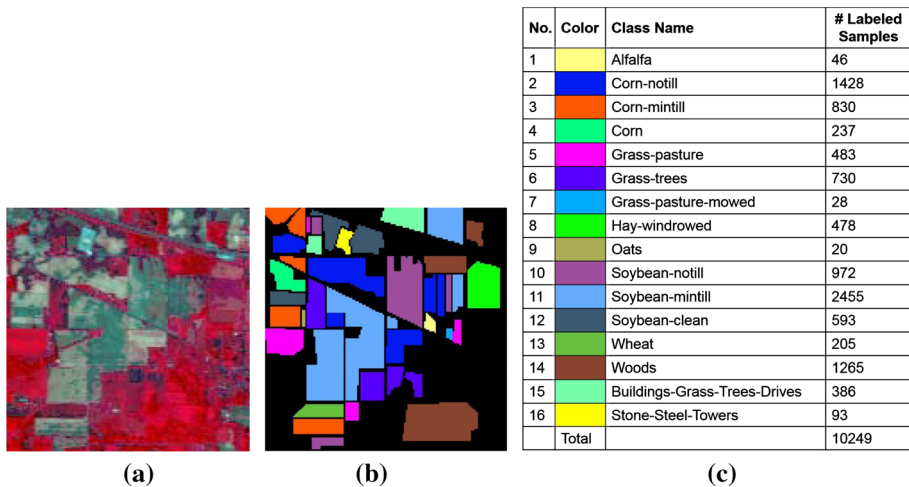 No. Color Class Name # Labeled Samples
1 Alfalfa 46
2 Corn-notill 1428
3 Corn-mintill 830
4 Corn 237
5 Grass-pasture 483
6 Grass-trees 730
7 Grass-pasture-mowed 28
8 Hay-windrowed 478
9 Oats 20
10 Soybean-notill 972
11 Soybean-mintill 2455
12 Soybean-clean 593
13 Wheat 205
14 Woods 1265
15 Buildings-Grass-Trees-Drives 386
16 Stone-Steel-Towers 93
Total 10249
(a) (b) (c)